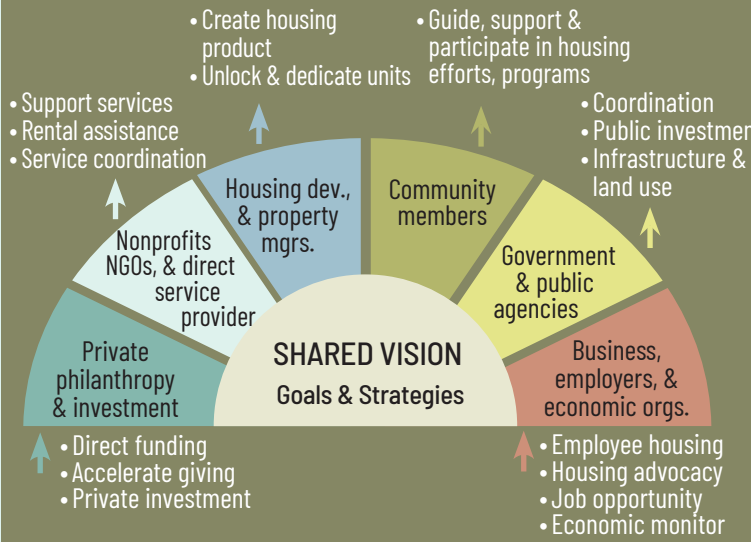 • Create housing
product
• Unlock & dedicate units
• Guide, support &
participate in housing
efforts, programs
• Support services
• Rental assistance
• Service coordination
• Coordination
• Public investmen
• Infrastructure &
land use
Housing dev.,
& property
mgrs.
Community
members
Nonprofits
NGOs, & direct
service
provider
Government
& public
agencies
Private
philanthropy
& investment
SHARED VISION
Goals & Strategies
Business,
employers, &
economic orgs.
• Direct funding
• Accelerate giving
• Private investment
• Employee housing
• Housing advocacy
• Job opportunity
• Economic monitor